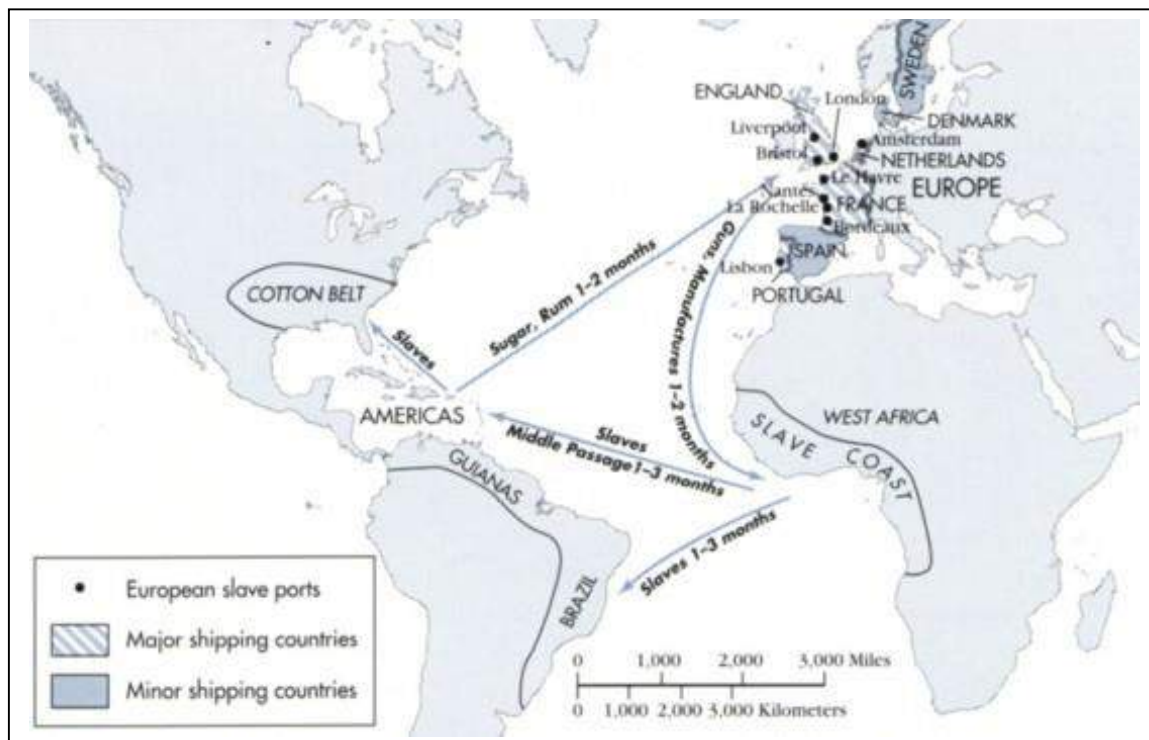 SWEDEN
ENGLAND
London
DENMARK
Liverpool
Amsterdam
Bristol
NETHERLANDS
Le Havre
EUROPE
Nantes
La Rochelle
FRANCE
Bordeaux
SPAIN
Lisbon
PORTUGAL
COTTON BELT
Sugar, Rum 1–2 months
Guns, Manufactures 1–2 months
Slaves
AMERICAS
WEST AFRICA
SLAVE COAST
Slaves
Middle Passage 1–3 months
GUIANAS
Slaves 1–3 months
BRAZIL
European slave ports
Major shipping countries
Minor shipping countries
0 1,000 2,000 3,000 Miles
0 1,000 2,000 3,000 Kilometers